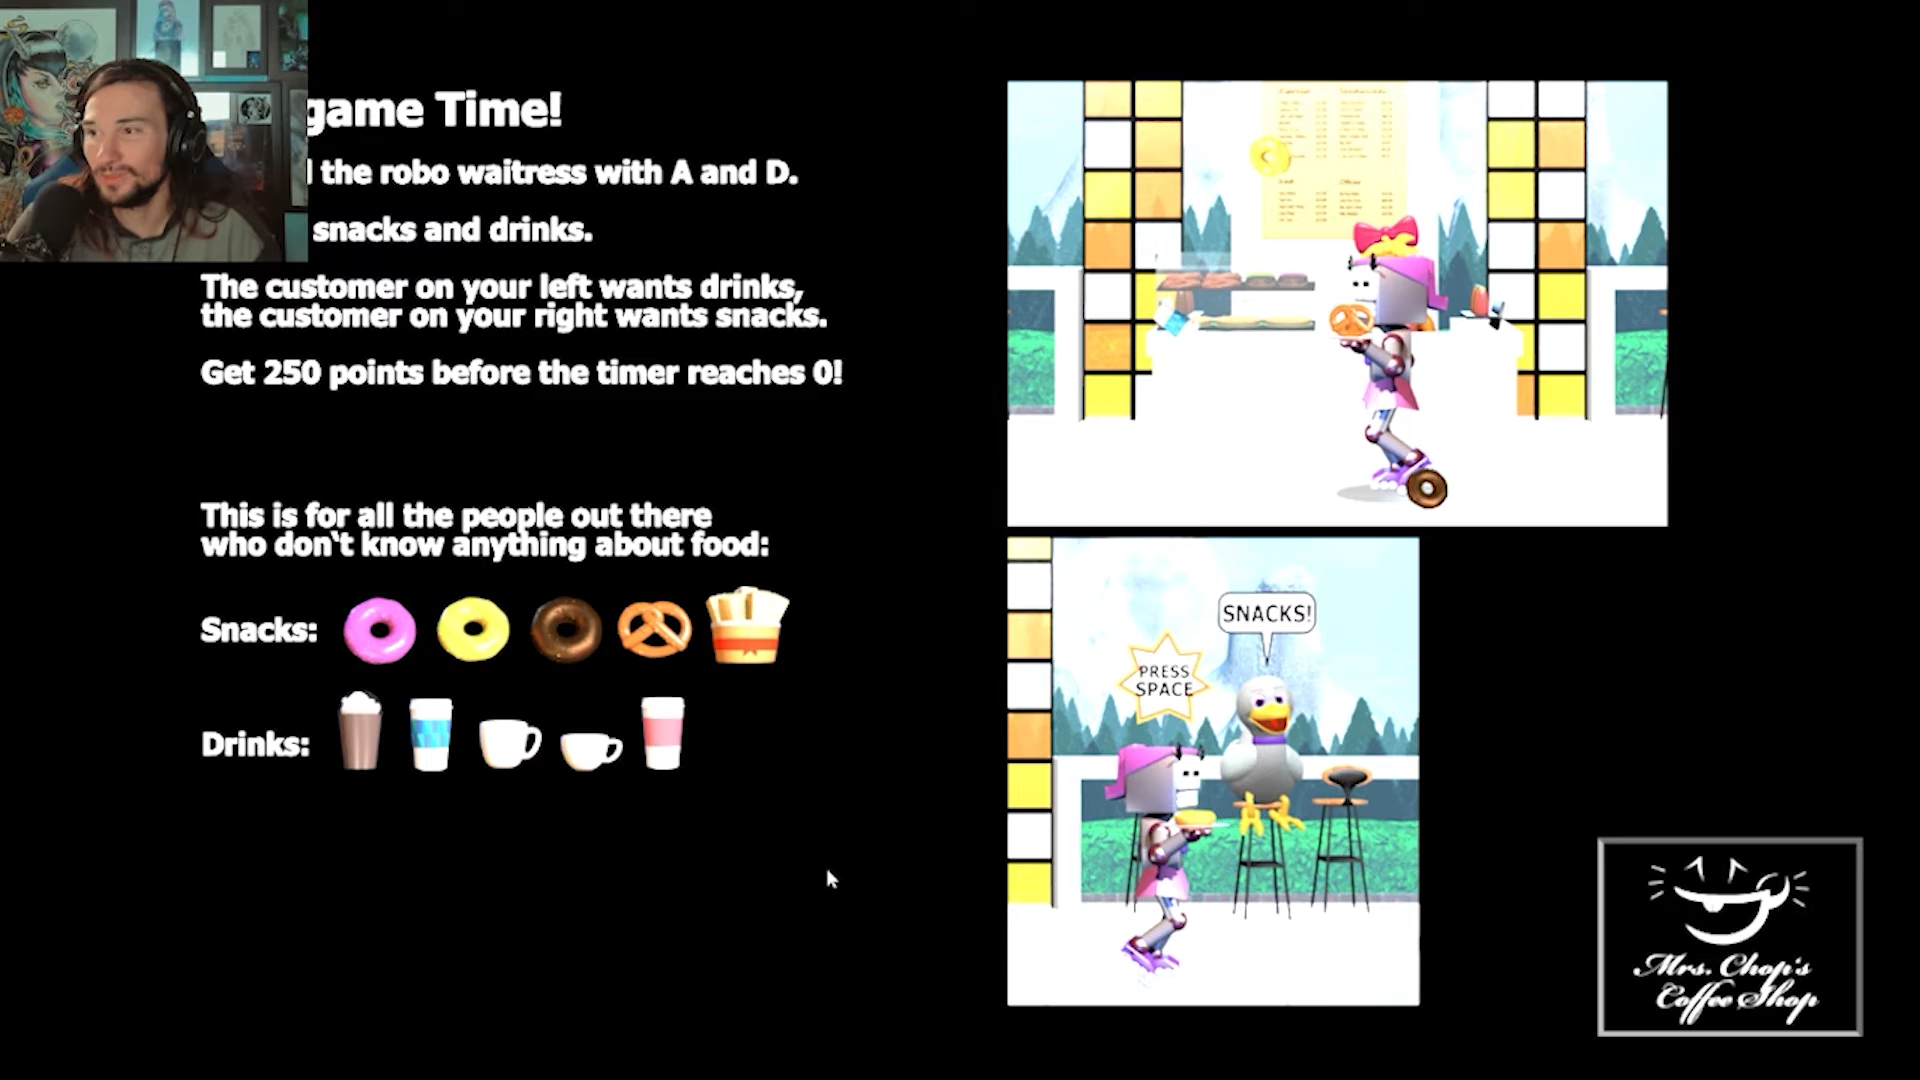 game Time!
the robo waitress with A and D.
snacks and drinks.
The customer on your left wants drinks,
the customer on your right wants snacks.
Get 250 points before the timer reaches 0!
This is for all the people out there
who don't know anything about food:
Snacks:
Drinks:
SNACKS!
PRESS
SPACE
Mrs. Chop's
Coffee Shop